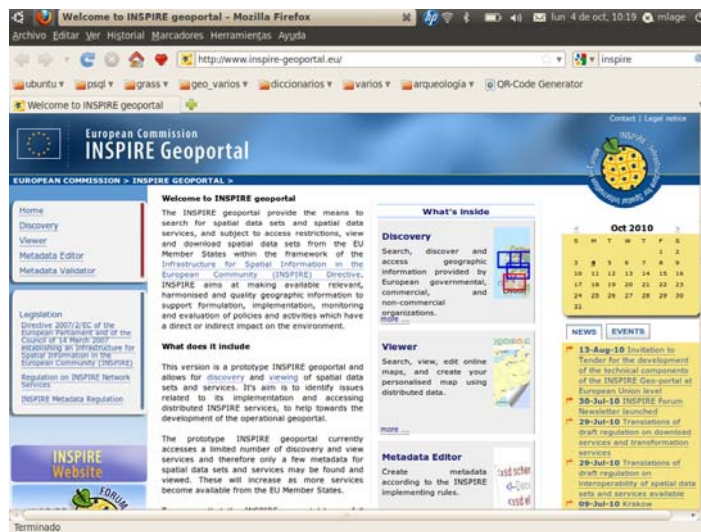 Welcome to INSPIRE geoportal - Mozilla Firefox
lun 4 de oct, 10:19 mlage
Archivo Editar Ver Historial Marcadores Herramientas Ayuda
http://www.inspire-geoportal.eu/
inspire
ubuntu psql grass geo_varios diccionarios varios arqueología QR-Code Generator
Welcome to INSPIRE geoportal
Contact | Legal notice
European Commission
INSPIRE Geoportal
EUROPEAN COMMISSION > INSPIRE GEOPORTAL >
Home
Discovery
Viewer
Metadata Editor
Metadata Validator
Legislation
Directive 2007/2/EC of the
European Parliament and of the
Council of 14 March 2007
establishing an Infrastructure for
Spatial Information in the
European Community (INSPIRE)
Regulation on INSPIRE Network
Services
INSPIRE Metadata Regulation
INSPIRE
Website
FORUM
Welcome to INSPIRE geoportal
The INSPIRE geoportal provide the means to
search for spatial data sets and spatial data
services, and subject to access restrictions, view
and download spatial data sets from the EU
Member States within the framework of the
Infrastructure for Spatial Information in the
European Community (INSPIRE) Directive.
INSPIRE aims at making available relevant,
harmonised and quality geographic information to
support formulation, implementation, monitoring
and evaluation of policies and activities which have
a direct or indirect impact on the environment.
What does it include
This version is a prototype INSPIRE geoportal and
allows for discovery and viewing of spatial data
sets and services. It's aim is to identify issues
related to its implementation and accessing
distributed INSPIRE services, to help towards the
development of the operational geoportal.
The prototype INSPIRE geoportal currently
accesses a limited number of discovery and view
services and therefore only a few metadata for
spatial data sets and services may be found and
viewed. These will increase as more services
become available from the EU Member States.
What's Inside
Discovery
Search, discover and
access geographic
information provided by
European governmental,
commercial, and
non-commercial
organizations.
more ...
Viewer
Search, view, edit online
maps, and create your
personalised map using
distributed data.
more ...
Metadata Editor
Create metadata
according to the INSPIRE
implementing rules.
Oct 2010
S M T W T F S
1 2
3 4 5 6 7 8 9
10 11 12 13 14 15 16
17 18 19 20 21 22 23
24 25 26 27 28 29 30
31
NEWS EVENTS
13-Aug-10 Invitation to
Tender for the development
of the technical components
of the INSPIRE Geo-portal at
European Union level
30-Jul-10 INSPIRE Forum
Newsletter launched
29-Jul-10 Translations of
draft regulation on download
services and transformation
services
29-Jul-10 Translations of
draft regulation on
interoperability of spatial data
sets and services available
09-Jul-10 Krakow
Terminado